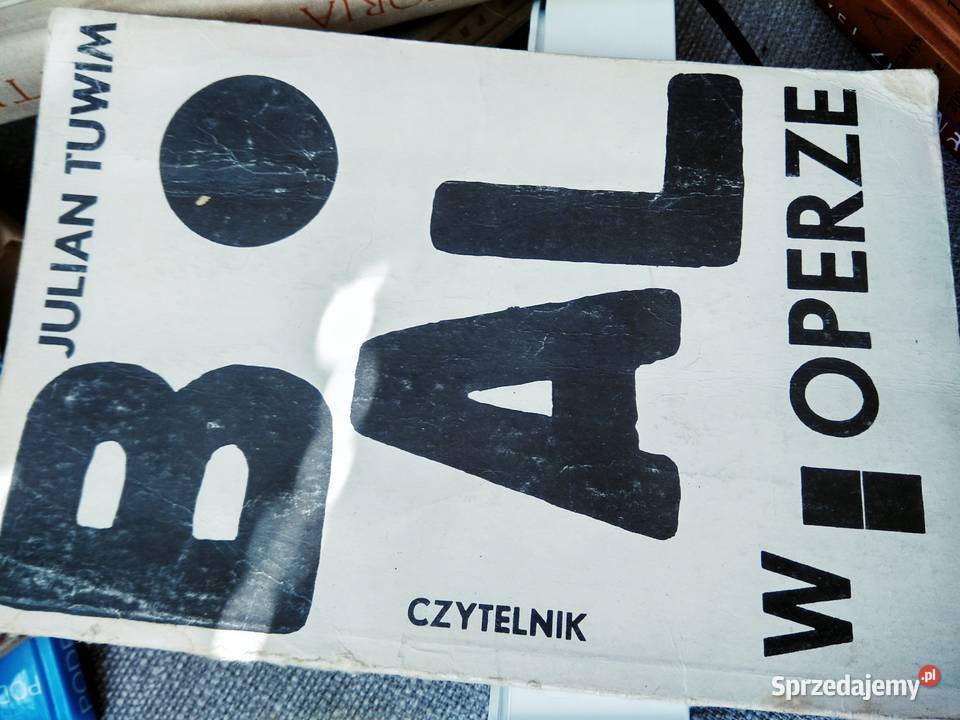 JULIAN TUWIM
BAL
W OPERZE
CZYTELNIK
Sprzedajemy.pl